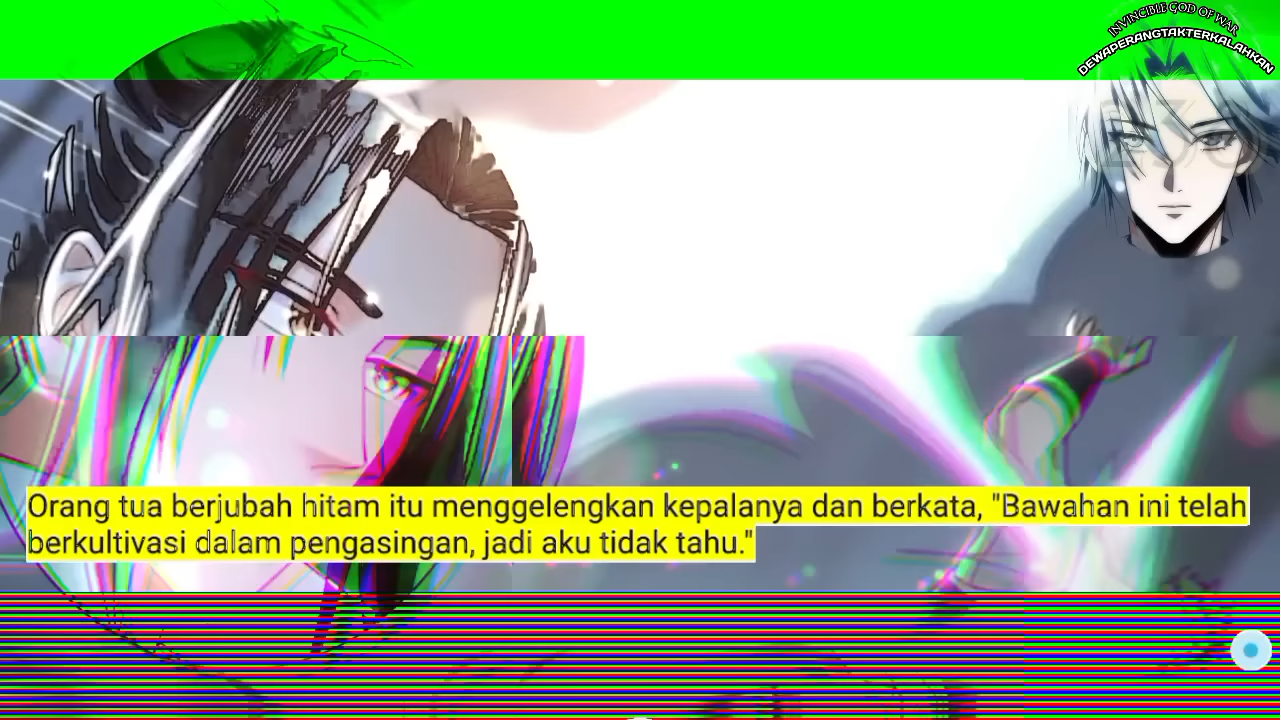 INVINCIBLE GOD OF WAR
DEWAPERANGTAKTERKALAHKAN
Orang tua berjubah hitam itu menggelengkan kepalanya dan berkata, "Bawahan ini telah
berkultivasi dalam pengasingan, jadi aku tidak tahu."